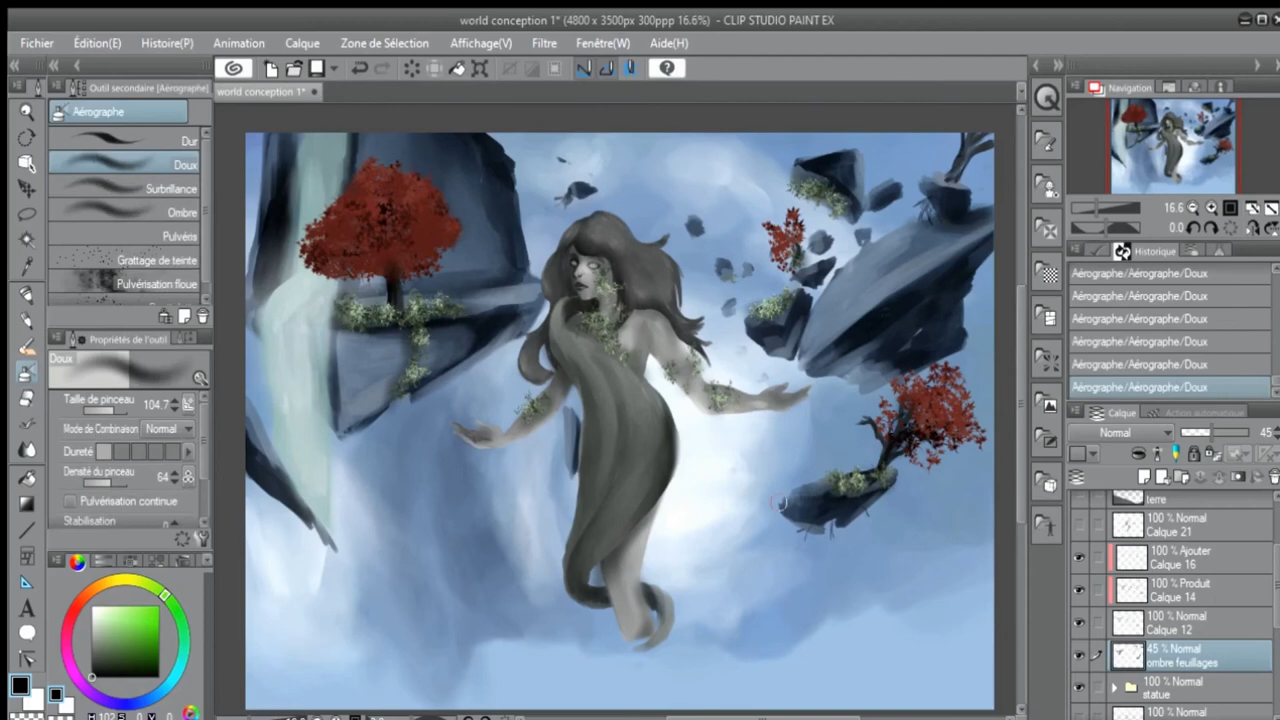 world conception 1* (4800 x 3500px 300ppp 16.6%) - CLIP STUDIO PAINT EX
Fichier Édition(E) Histoire(P) Animation Calque Zone de Sélection Affichage(V) Filtre Fenêtre(W) Aide(H)
Outil secondaire [Aérographe]
world conception 1*
Navigation
Aérographe
Dur
Doux
Surbrillance
Ombre
Pulvéris
Grattage de teinte
Pulvérisation floue
16.6
0.0
Historique
Aérographe/Aérographe/Doux
Aérographe/Aérographe/Doux
Aérographe/Aérographe/Doux
Aérographe/Aérographe/Doux
Aérographe/Aérographe/Doux
Aérographe/Aérographe/Doux
Propriétés de l'outil
Doux
Taille de pinceau 104.7
Mode de Combinaison Normal
Dureté
Densité du pinceau 64
Pulvérisation continue
Stabilisation
Calque Action automatique
Normal 45
terre
100 % Normal
Calque 21
100 % Ajouter
Calque 16
100 % Produit
Calque 14
100 % Normal
Calque 12
45 % Normal
ombre feuillages
100 % Normal
statue
100 % Normal